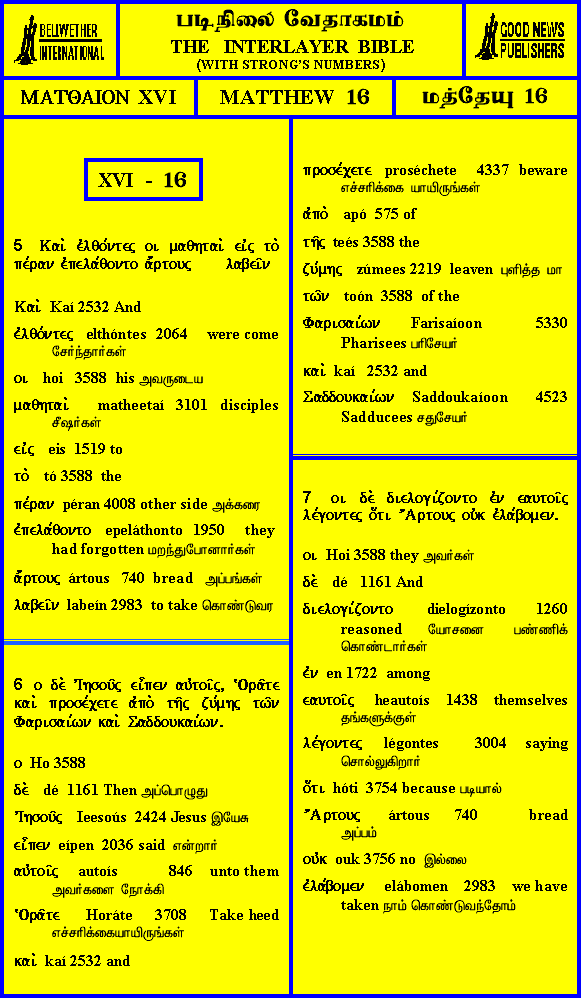 BELLWETHER
INTERNATIONAL
படிநிலை வேதாகமம்
THE INTERLAYER BIBLE
(WITH STRONG'S NUMBERS)
GOOD NEWS
PUBLISHERS
ΜΑΤΘΑΙΟΝ XVI
MATTHEW 16
மத்தேயு 16
XVI - 16
5 Καὶ ἐλθόντες οι μαθηταὶ εἰς τὸ
πέραν ἐπελάθοντο ἄρτους λαβεῖν
Καὶ Kaí 2532 And
ἐλθόντες elthóntes 2064 were come
சேர்ந்தார்கள்
οι hoi 3588 his அவருடைய
μαθηταὶ matheetaí 3101 disciples
சீஷர்கள்
εἰς eis 1519 to
τὸ tó 3588 the
πέραν péran 4008 other side அக்கரை
ἐπελάθοντο epeláthonto 1950 they
had forgotten மறந்துபோனார்கள்
ἄρτους ártous 740 bread அப்பங்கள்
λαβεῖν labeín 2983 to take கொண்டுவர
6 ο δὲ Ἰησοῦς εἶπεν αὐτοῖς, Ὁρᾶτε
καὶ προσέχετε ἀπὸ τῆς ζύμης τῶν
Φαρισαίων καὶ Σαδδουκαίων.
ο Ho 3588
δὲ dé 1161 Then அப்பொழுது
Ἰησοῦς Ieesoús 2424 Jesus இயேசு
εἶπεν eípen 2036 said என்றார்
αὐτοῖς autoís 846 unto them
அவர்களை நோக்கி
Ὁρᾶτε Horáte 3708 Take heed
எச்சரிக்கையாயிருங்கள்
καὶ kaí 2532 and
προσέχετε proséchete 4337 beware
எச்சரிக்கை யாயிருங்கள்
ἀπὸ apó 575 of
τῆς teés 3588 the
ζύμης zúmees 2219 leaven புளித்த மா
τῶν toón 3588 of the
Φαρισαίων Farisaíoon 5330
Pharisees பரிசேயர்
καὶ kaí 2532 and
Σαδδουκαίων Saddoukaíoon 4523
Sadducees சதுசேயர்
7 οι δὲ διελογίζοντο ἐν εαυτοῖς
λέγοντες ὅτι Ἄρτους οὐκ ἐλάβομεν.
οι Hoi 3588 they அவர்கள்
δὲ dé 1161 And
διελογίζοντο dielogízonto 1260
reasoned யோசனை பண்ணிக்
கொண்டார்கள்
ἐν en 1722 among
εαυτοῖς heautoís 1438 themselves
தங்களுக்குள்
λέγοντες légontes 3004 saying
சொல்லுகிறார்
ὅτι hóti 3754 because படியால்
Ἄρτους ártous 740 bread
அப்பம்
οὐκ ouk 3756 no இல்லை
ἐλάβομεν elábomen 2983 we have
taken நாம் கொண்டுவந்தோம்